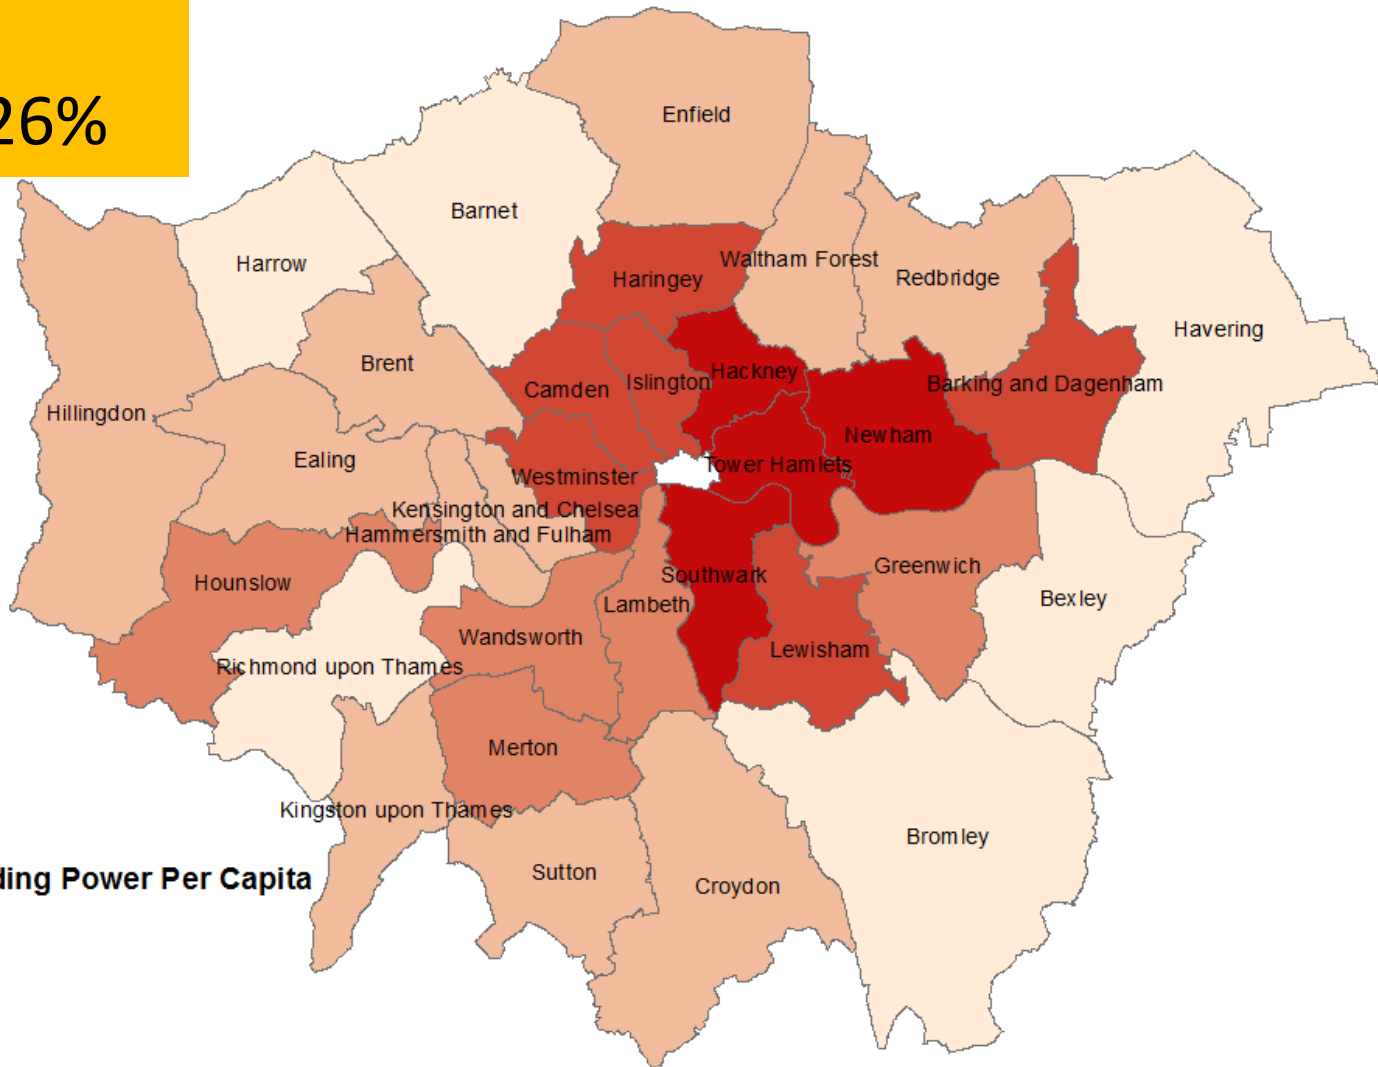 26%
Enfield
Barnet
Harrow
Haringey
Waltham Forest
Redbridge
Havering
Brent
Camden
Islington
Hackney
Barking and Dagenham
Hillingdon
Ealing
Newham
Westminster
Tower Hamlets
Kensington and Chelsea
Hammersmith and Fulham
Hounslow
Southwark
Greenwich
Lambeth
Bexley
Wandsworth
Lewisham
Richmond upon Thames
Merton
Kingston upon Thames
Bromley
Sutton
Croydon
ding Power Per Capita